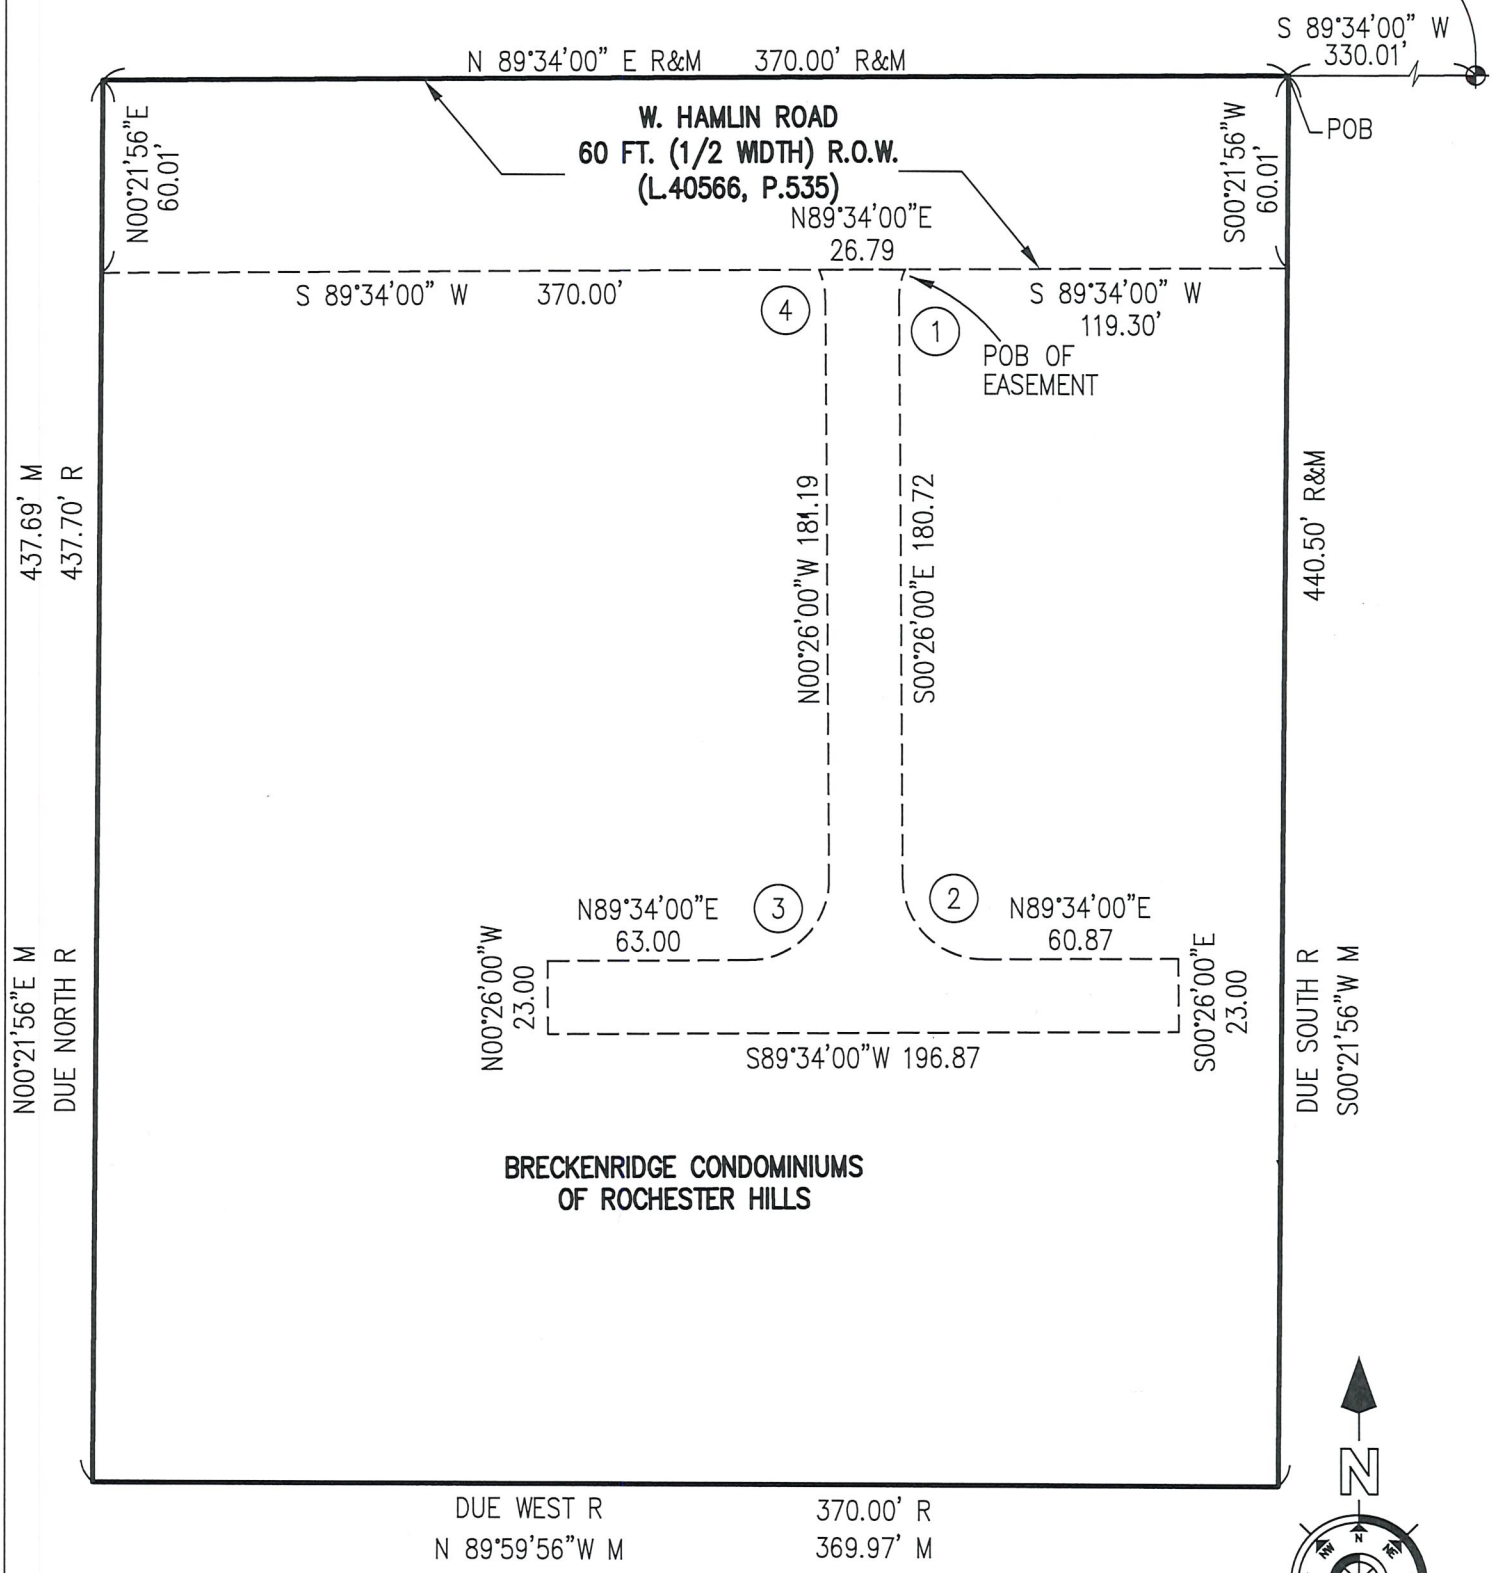 S 89°34'00" W
330.01'
N 89°34'00" E R&M 370.00' R&M
POB
W. HAMLIN ROAD
60 FT. (1/2 WIDTH) R.O.W.
(L.40566, P.535)
N00°21'56"E
60.01'
S00°21'56"W
60.01'
N89°34'00"E
26.79
S 89°34'00" W 370.00'
S 89°34'00" W
119.30'
4
1
POB OF
EASEMENT
437.69' M
437.70' R
N00°26'00"W 181.19
S00°26'00"E 180.72
440.50' R&M
N89°34'00"E
63.00
3
2
N89°34'00"E
60.87
N00°26'00"W
23.00
S00°26'00"E
23.00
S89°34'00"W 196.87
N00°21'56"E M
DUE NORTH R
DUE SOUTH R
S00°21'56"W M
BRECKENRIDGE CONDOMINIUMS
OF ROCHESTER HILLS
DUE WEST R 370.00' R
N 89°59'56"W M 369.97' M
N
N
NW
NE